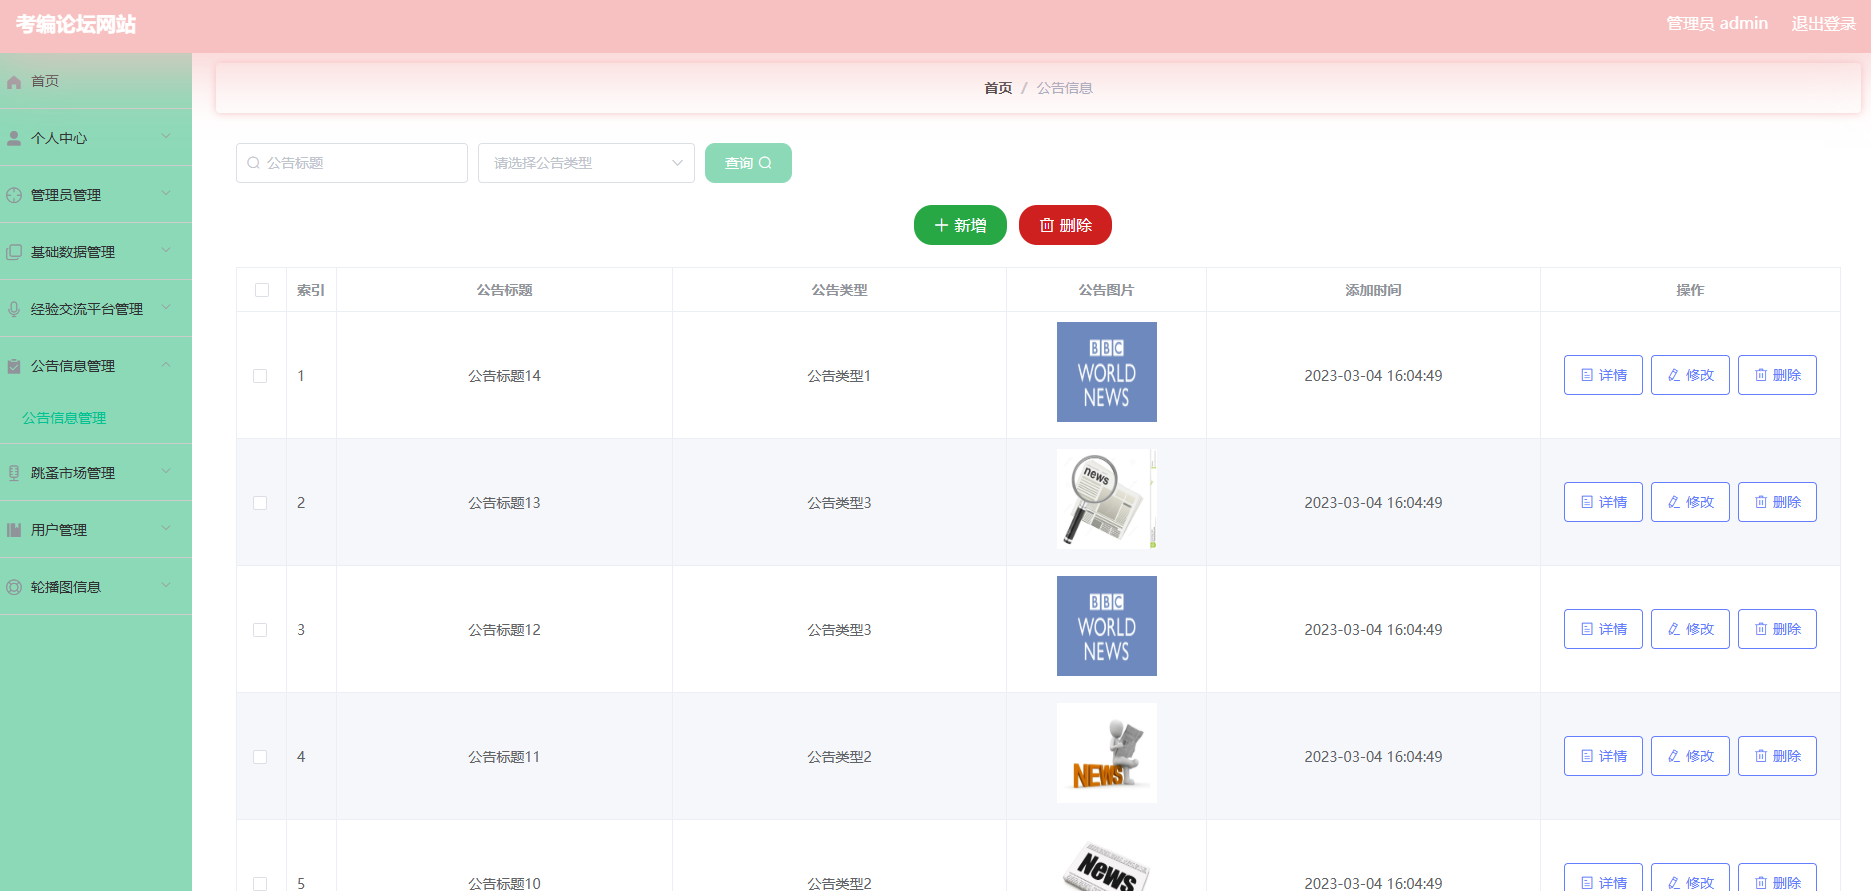 考编论坛网站
管理员 admin 退出登录
首页
个人中心
管理员管理
基础数据管理
经验交流平台管理
公告信息管理
公告信息管理
跳蚤市场管理
用户管理
轮播图信息
首页 / 公告信息
公告标题 请选择公告类型 查询
新增 删除
索引 公告标题 公告类型 公告图片 添加时间 操作
1 公告标题14 公告类型1 2023-03-04 16:04:49 详情 修改 删除
BBC
WORLD
NEWS
2 公告标题13 公告类型3 2023-03-04 16:04:49 详情 修改 删除
news
3 公告标题12 公告类型3 2023-03-04 16:04:49 详情 修改 删除
BBC
WORLD
NEWS
4 公告标题11 公告类型2 2023-03-04 16:04:49 详情 修改 删除
NEWS
5 公告标题10 公告类型2 2023-03-04 16:04:49 详情 修改 删除
News